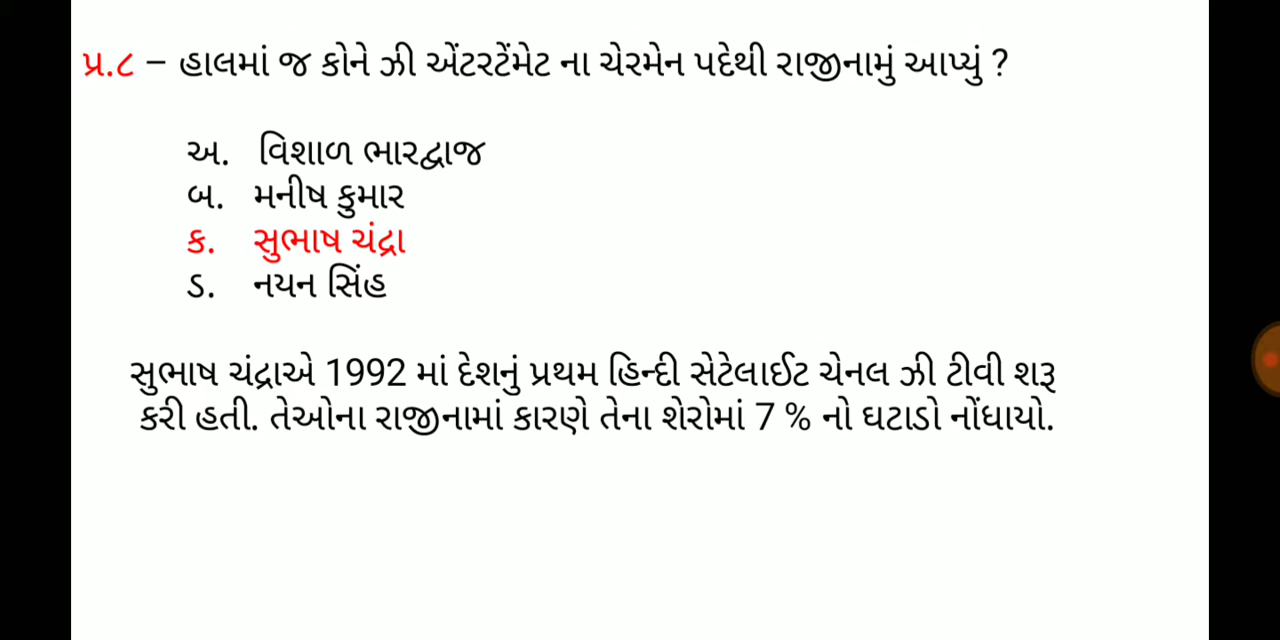 પ્ર.૮ – હાલમાં જ કોને ઝી એંટરટેંમેટ ના ચેરમેન પદેથી રાજીનામું આપ્યું ?
અ. વિશાળ ભારદ્વાજ
બ. મનીષ કુમાર
ક. સુભાષ ચંદ્રા
ડ. નયન સિંહ
સુભાષ ચંદ્રાએ 1992 માં દેશનું પ્રથમ હિન્દી સેટેલાઈટ ચેનલ ઝી ટીવી શરૂ
કરી હતી. તેઓના રાજીનામાં કારણે તેના શેરોમાં 7 % નો ઘટાડો નોંધાયો.